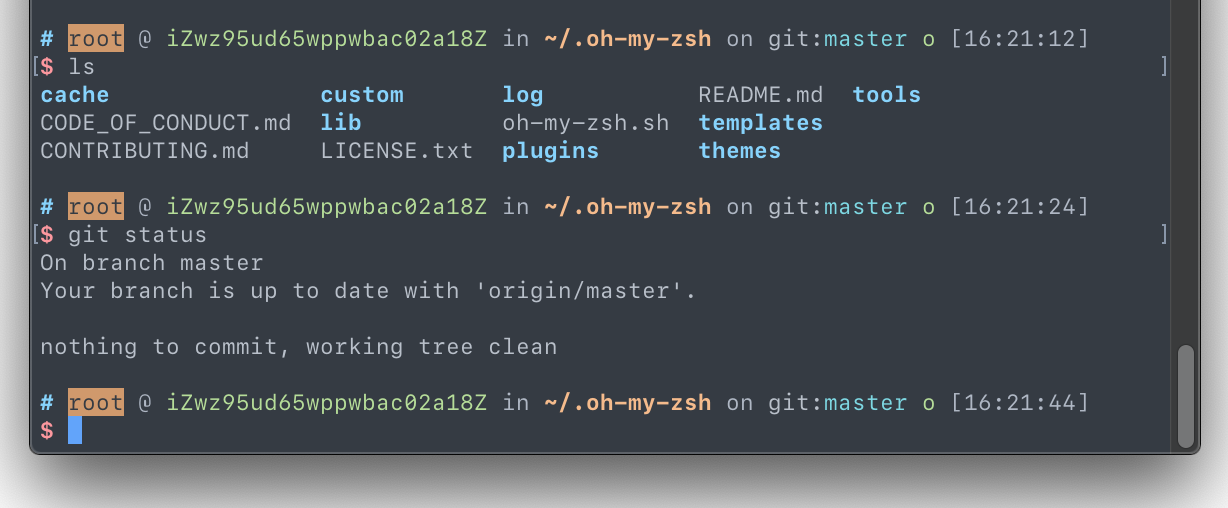 # root @ iZwz95ud65wppwbac02a18Z in ~/.oh-my-zsh on git:master o [16:21:12]
[$ ls ]
cache custom log README.md tools
CODE_OF_CONDUCT.md lib oh-my-zsh.sh templates
CONTRIBUTING.md LICENSE.txt plugins themes
# root @ iZwz95ud65wppwbac02a18Z in ~/.oh-my-zsh on git:master o [16:21:24]
[$ git status ]
On branch master
Your branch is up to date with 'origin/master'.
nothing to commit, working tree clean
# root @ iZwz95ud65wppwbac02a18Z in ~/.oh-my-zsh on git:master o [16:21:44]
$